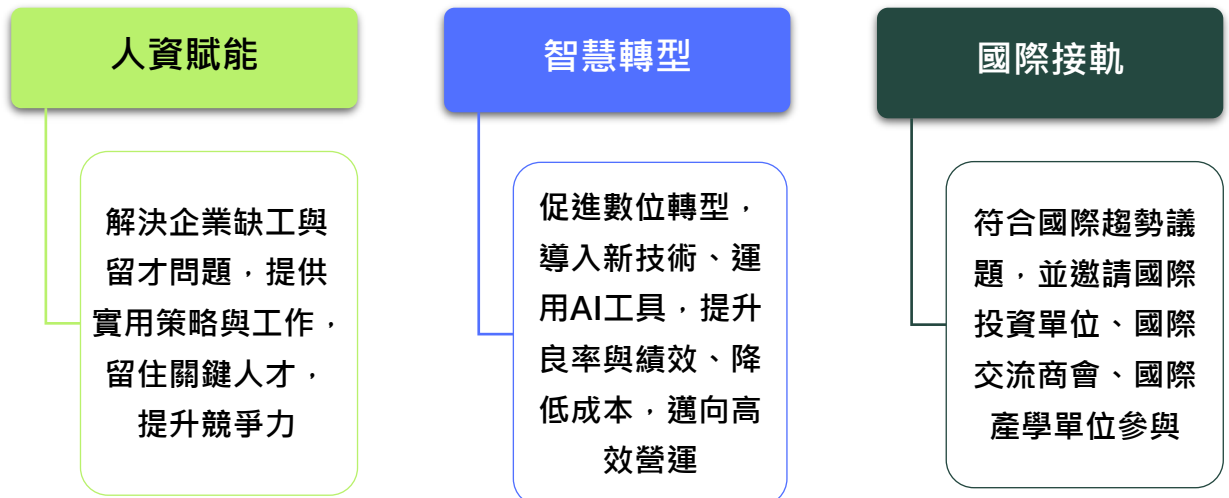 人資賦能
解決企業缺工與
留才問題，提供
實用策略與工作，
留住關鍵人才，
提升競爭力
智慧轉型
促進數位轉型，
導入新技術、運
用AI工具，提升
良率與績效、降
低成本，邁向高
效營運
國際接軌
符合國際趨勢議
題，並邀請國際
投資單位、國際
交流商會、國際
產學單位參與